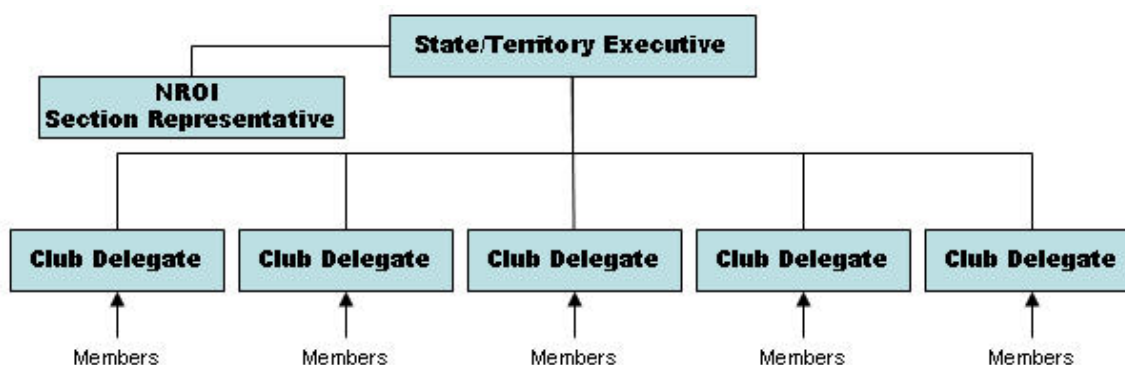 State/Territory Executive
NROI
Section Representative
Club Delegate
Club Delegate
Club Delegate
Club Delegate
Club Delegate
Members
Members
Members
Members
Members